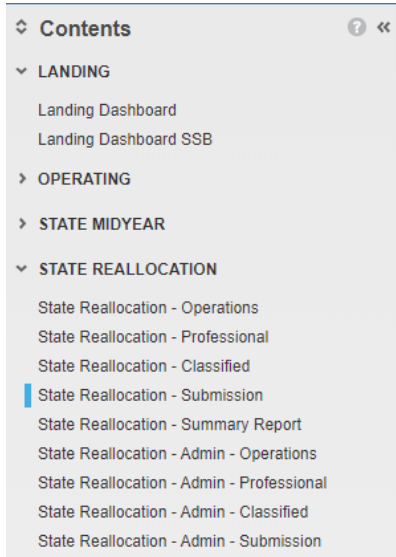 Contents ? «
LANDING
Landing Dashboard
Landing Dashboard SSB
OPERATING
STATE MIDYEAR
STATE REALLOCATION
State Reallocation - Operations
State Reallocation - Professional
State Reallocation - Classified
State Reallocation - Submission
State Reallocation - Summary Report
State Reallocation - Admin - Operations
State Reallocation - Admin - Professional
State Reallocation - Admin - Classified
State Reallocation - Admin - Submission